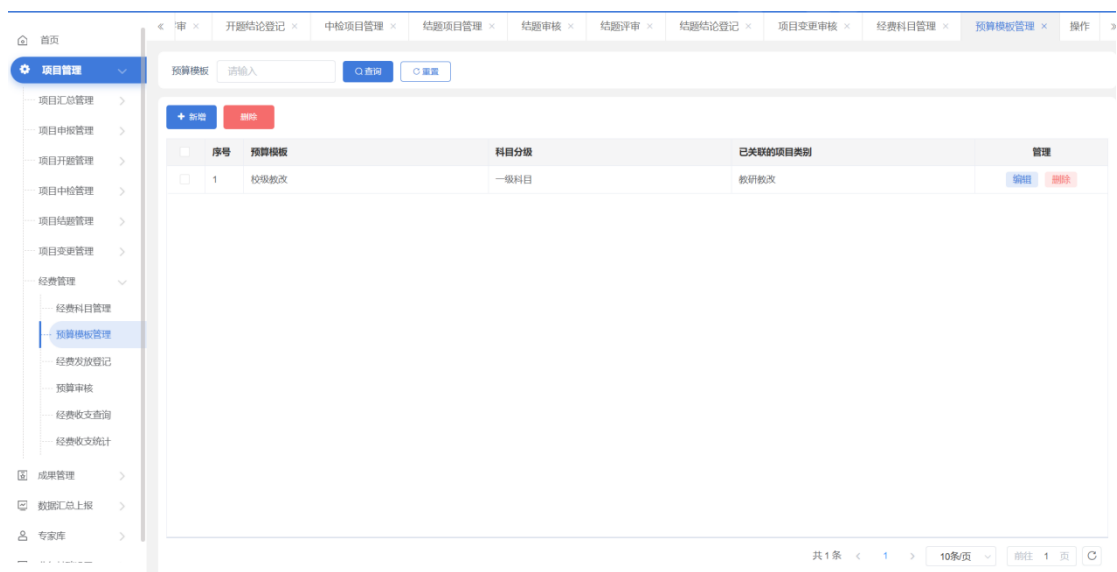 首页
项目管理
项目汇总管理
项目申报管理
项目开题管理
项目中检管理
项目结题管理
项目变更管理
经费管理
经费科目管理
预算模板管理
经费发放登记
预算审核
经费收支查询
经费收支统计
成果管理
数据汇总上报
专家库
审 开题结论登记 中检项目管理 结题项目管理 结题审核 结题评审 结题结论登记 项目变更审核 经费科目管理 预算模板管理 操作
预算模板 请输入 查询 重置
+ 新增 删除
序号 预算模板 科目分级 已关联的项目类别 管理
1 校级教改 一级科目 教研教改 编辑 删除
共 1 条 < 1 > 10条/页 前往 1 页